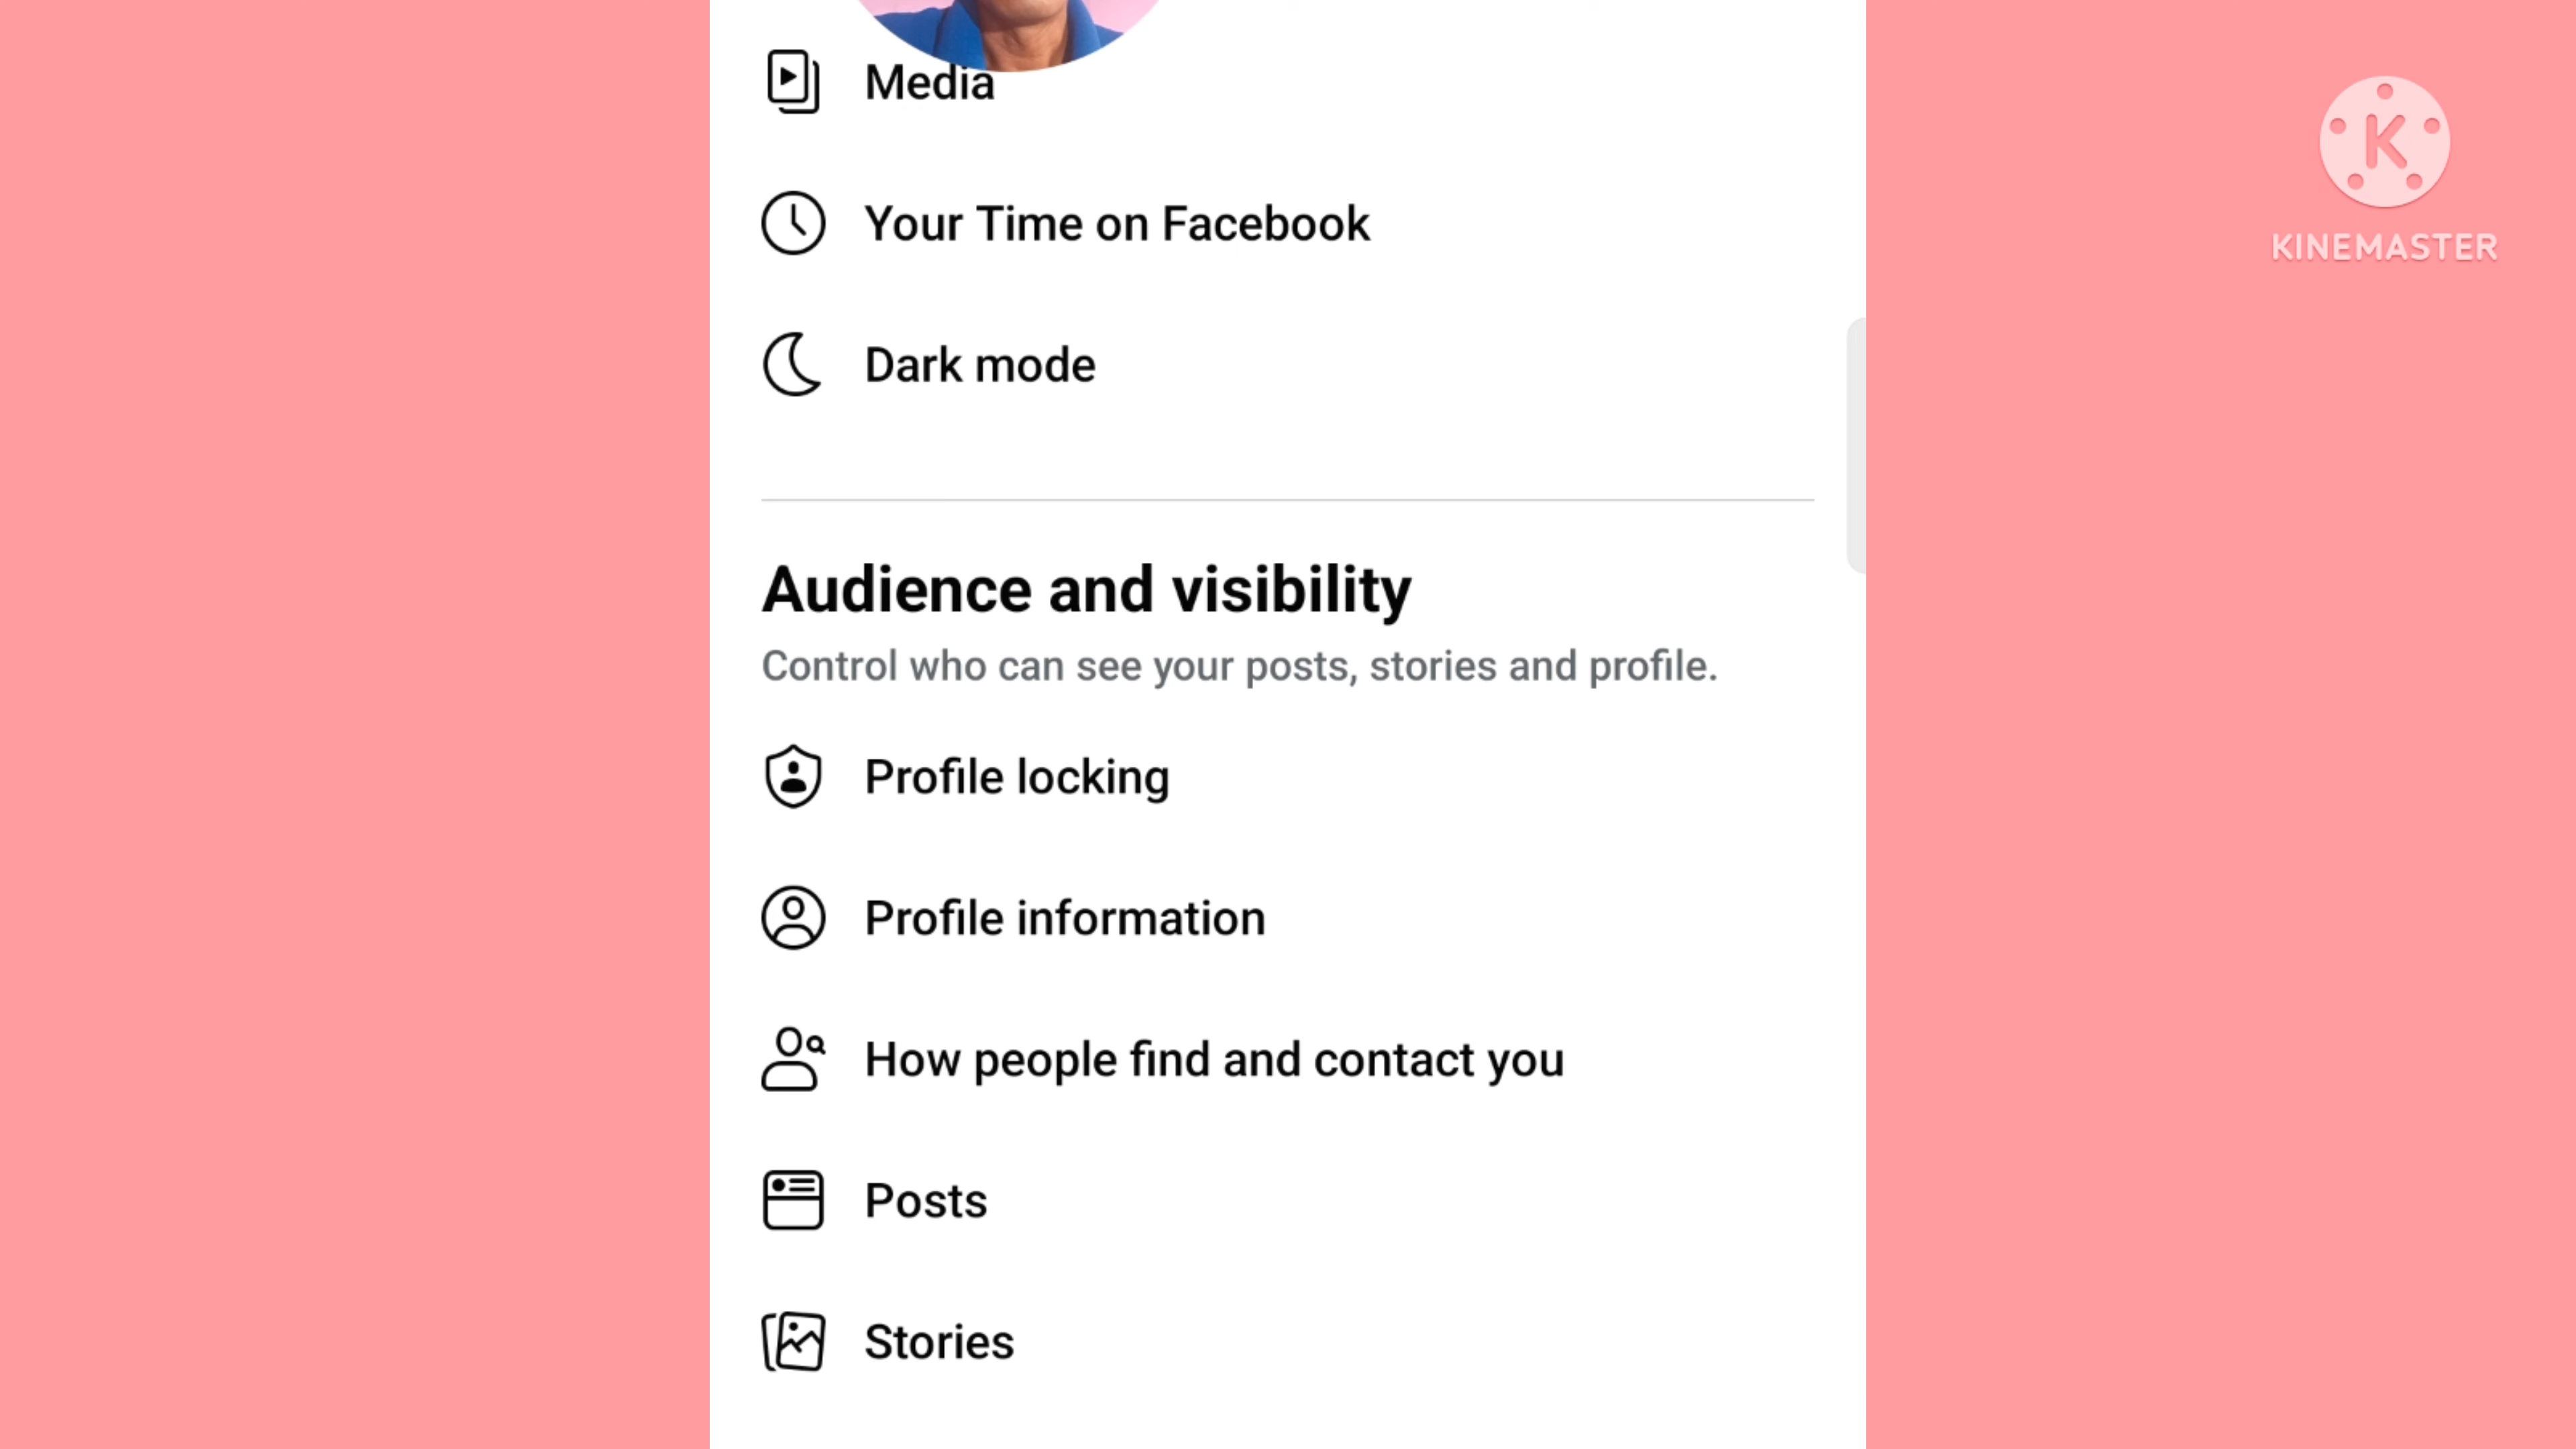 Media
K
KINEMASTER
Your Time on Facebook
Dark mode
Audience and visibility
Control who can see your posts, stories and profile.
Profile locking
Profile information
How people find and contact you
Posts
Stories